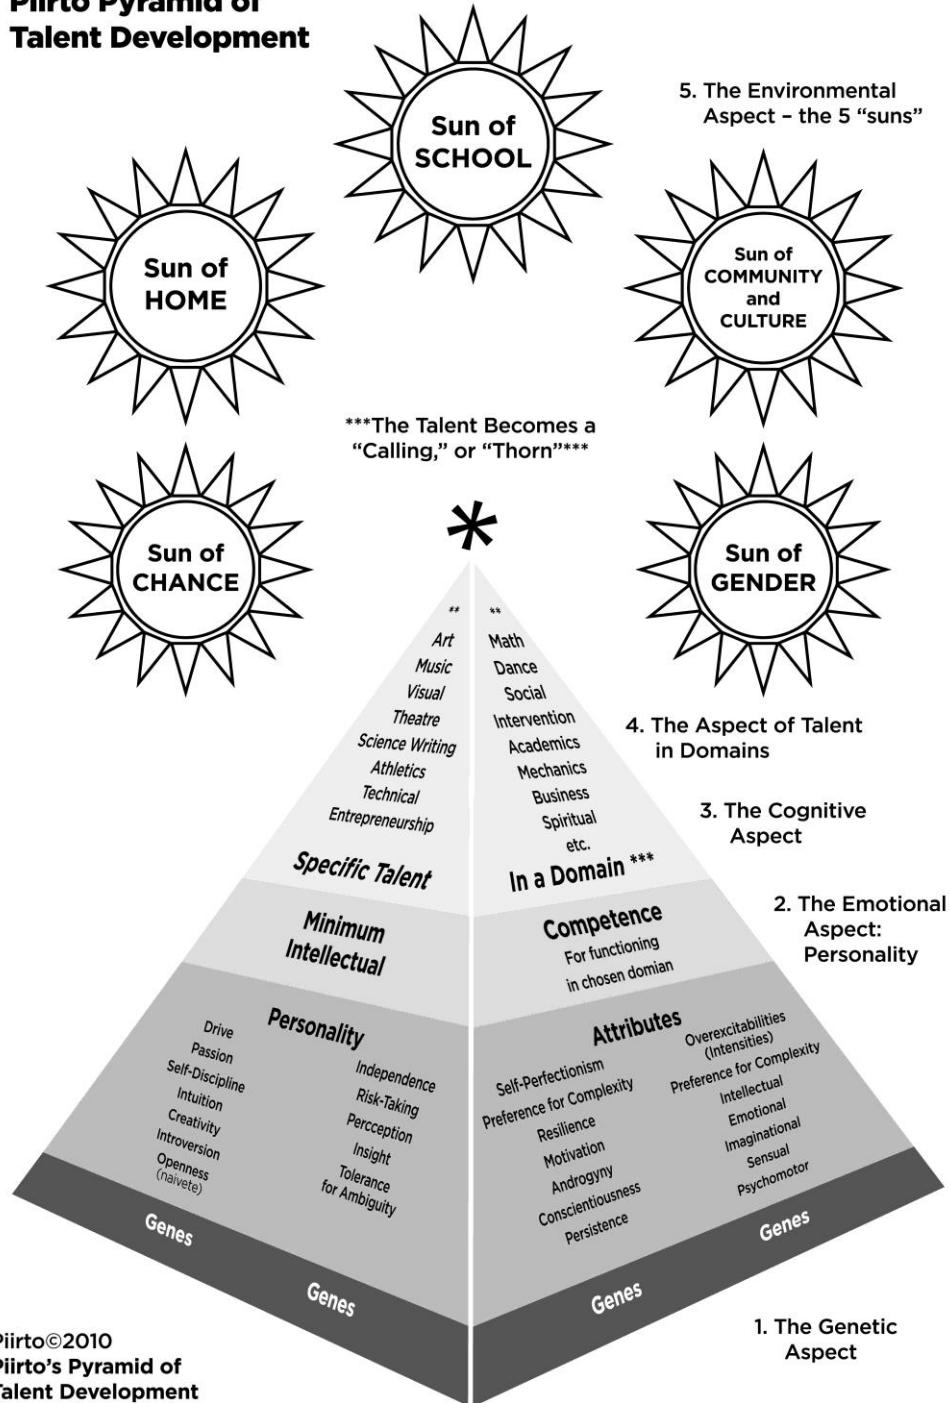 Piirto Pyramid of
Talent Development
Sun of
SCHOOL
5. The Environmental
Aspect – the 5 “suns”
Sun of
HOME
Sun of
COMMUNITY
and
CULTURE
***The Talent Becomes a
“Calling,” or “Thorn”***
*
Sun of
CHANCE
Sun of
GENDER
**
Art
Music
Visual
Theatre
Science Writing
Athletics
Technical
Entrepreneurship
Specific Talent
**
Math
Dance
Social
Intervention
Academics
Mechanics
Business
Spiritual
etc.
In a Domain ***
4. The Aspect of Talent
in Domains
3. The Cognitive
Aspect
Minimum
Intellectual
Competence
For functioning
in chosen domian
2. The Emotional
Aspect:
Personality
Personality
Drive
Passion
Self-Discipline
Intuition
Creativity
Introversion
Openness
(naivete)
Independence
Risk-Taking
Percception
Insight
Tolerance
for Ambiguity
Attributes
Self-Perfectionism
Preference for Complexity
Resilience
Motivation
Androgyny
Conscientiousness
Persistence
Overexcitabilities
(Intensities)
Preference for Complexity
Intellectual
Emotional
Imaginational
Sensual
Psychomotor
Genes
Genes
Genes
Genes
1. The Genetic
Aspect
Piirto©2010
Piirto’s Pyramid of
Talent Development